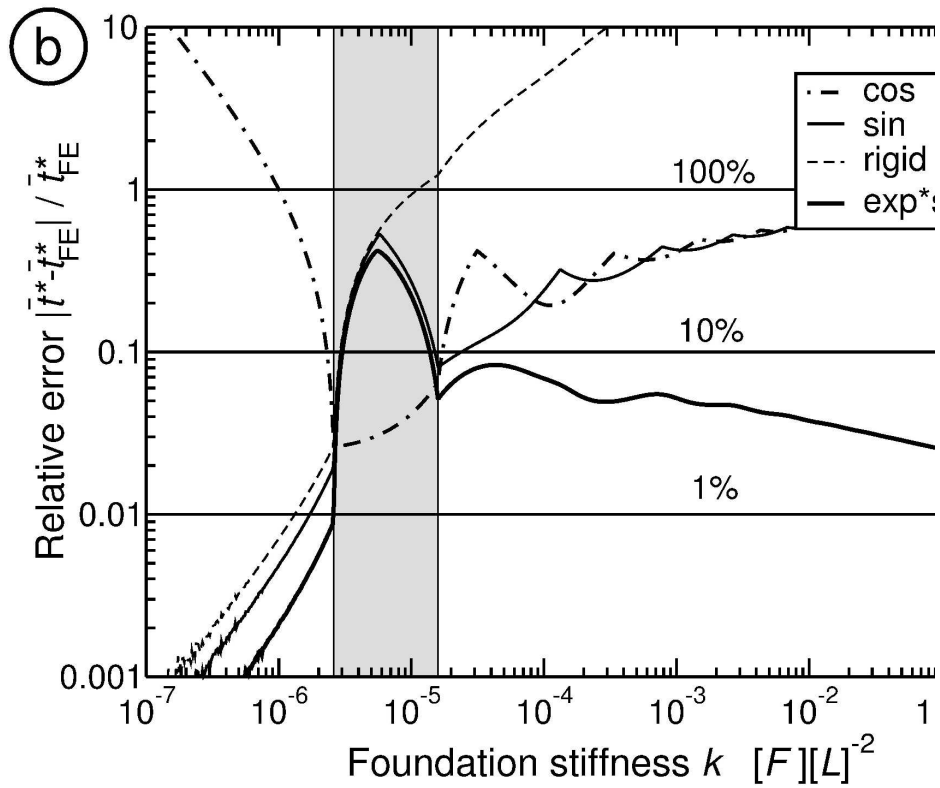 b
10
1
0.1
0.01
0.001
Relative error |t̄*-t̄*FE| / t̄*FE
100%
10%
1%
cos
sin
rigid
exp*s
10-7
10-6
10-5
10-4
10-3
10-2
1
Foundation stiffness k [F][L]-2